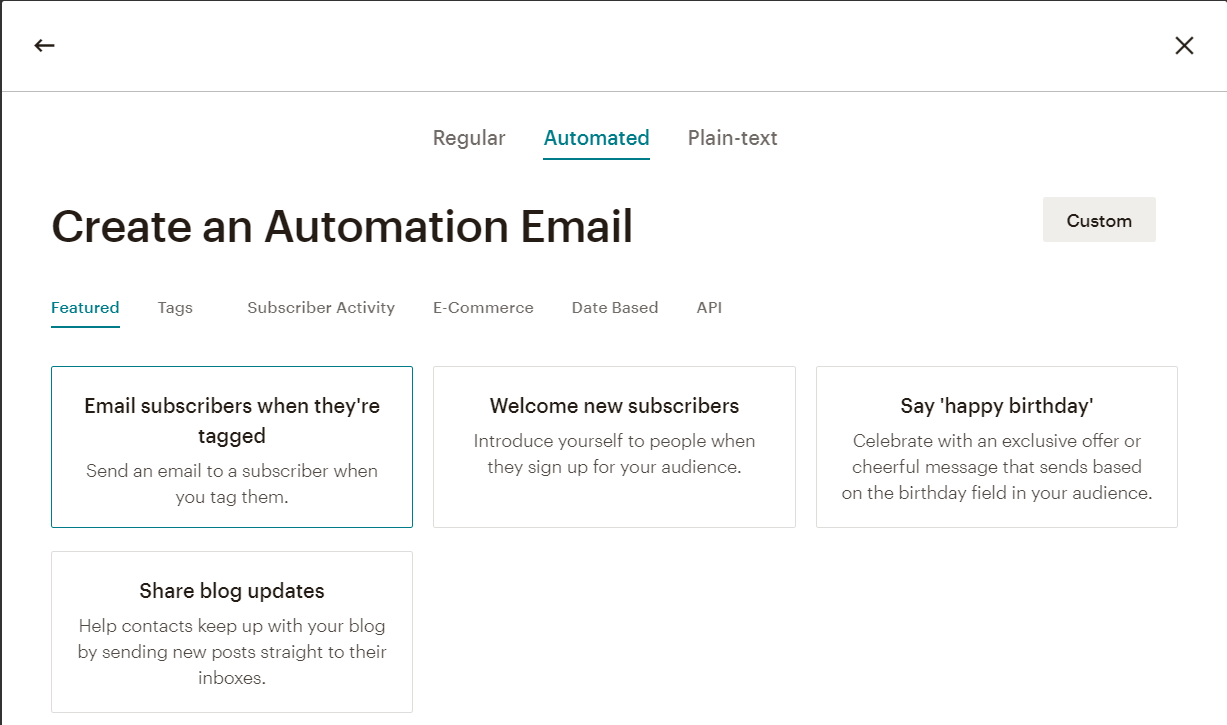 Regular Automated Plain-text
Create an Automation Email
Custom
Featured Tags Subscriber Activity E-Commerce Date Based API
Email subscribers when they're
tagged
Send an email to a subscriber when
you tag them.
Welcome new subscribers
Introduce yourself to people when
they sign up for your audience.
Say 'happy birthday'
Celebrate with an exclusive offer or
cheerful message that sends based
on the birthday field in your audience.
Share blog updates
Help contacts keep up with your blog
by sending new posts straight to their
inboxes.